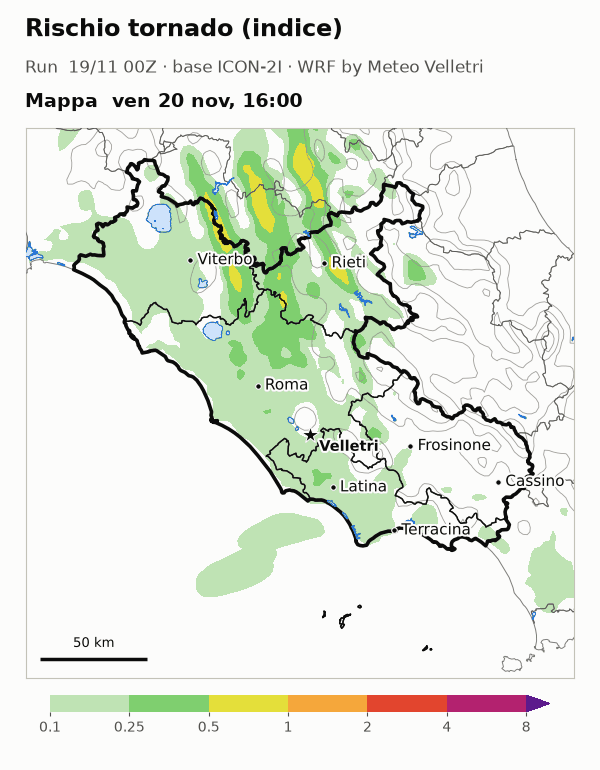 Rischio tornado (indice)
Run  19/11 00Z · base ICON-2I · WRF by Meteo Velletri
Mappa  ven 20 nov, 16:00
Viterbo
Rieti
Roma
Velletri
Frosinone
Latina
Cassino
Terracina
50 km
0.1 0.25 0.5 1 2 4 8